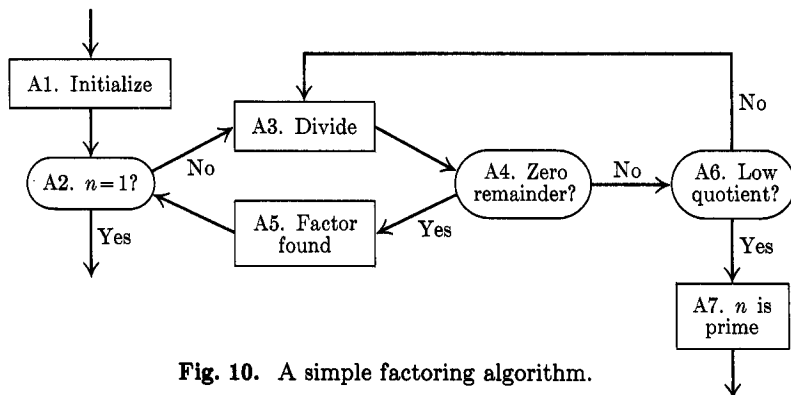 A1. Initialize
No
A3. Divide
A2. n=1?
No
A4. Zero
remainder?
No
A6. Low
quotient?
A5. Factor
found
Yes
Yes
Yes
A7. n is
prime
Fig. 10. A simple factoring algorithm.